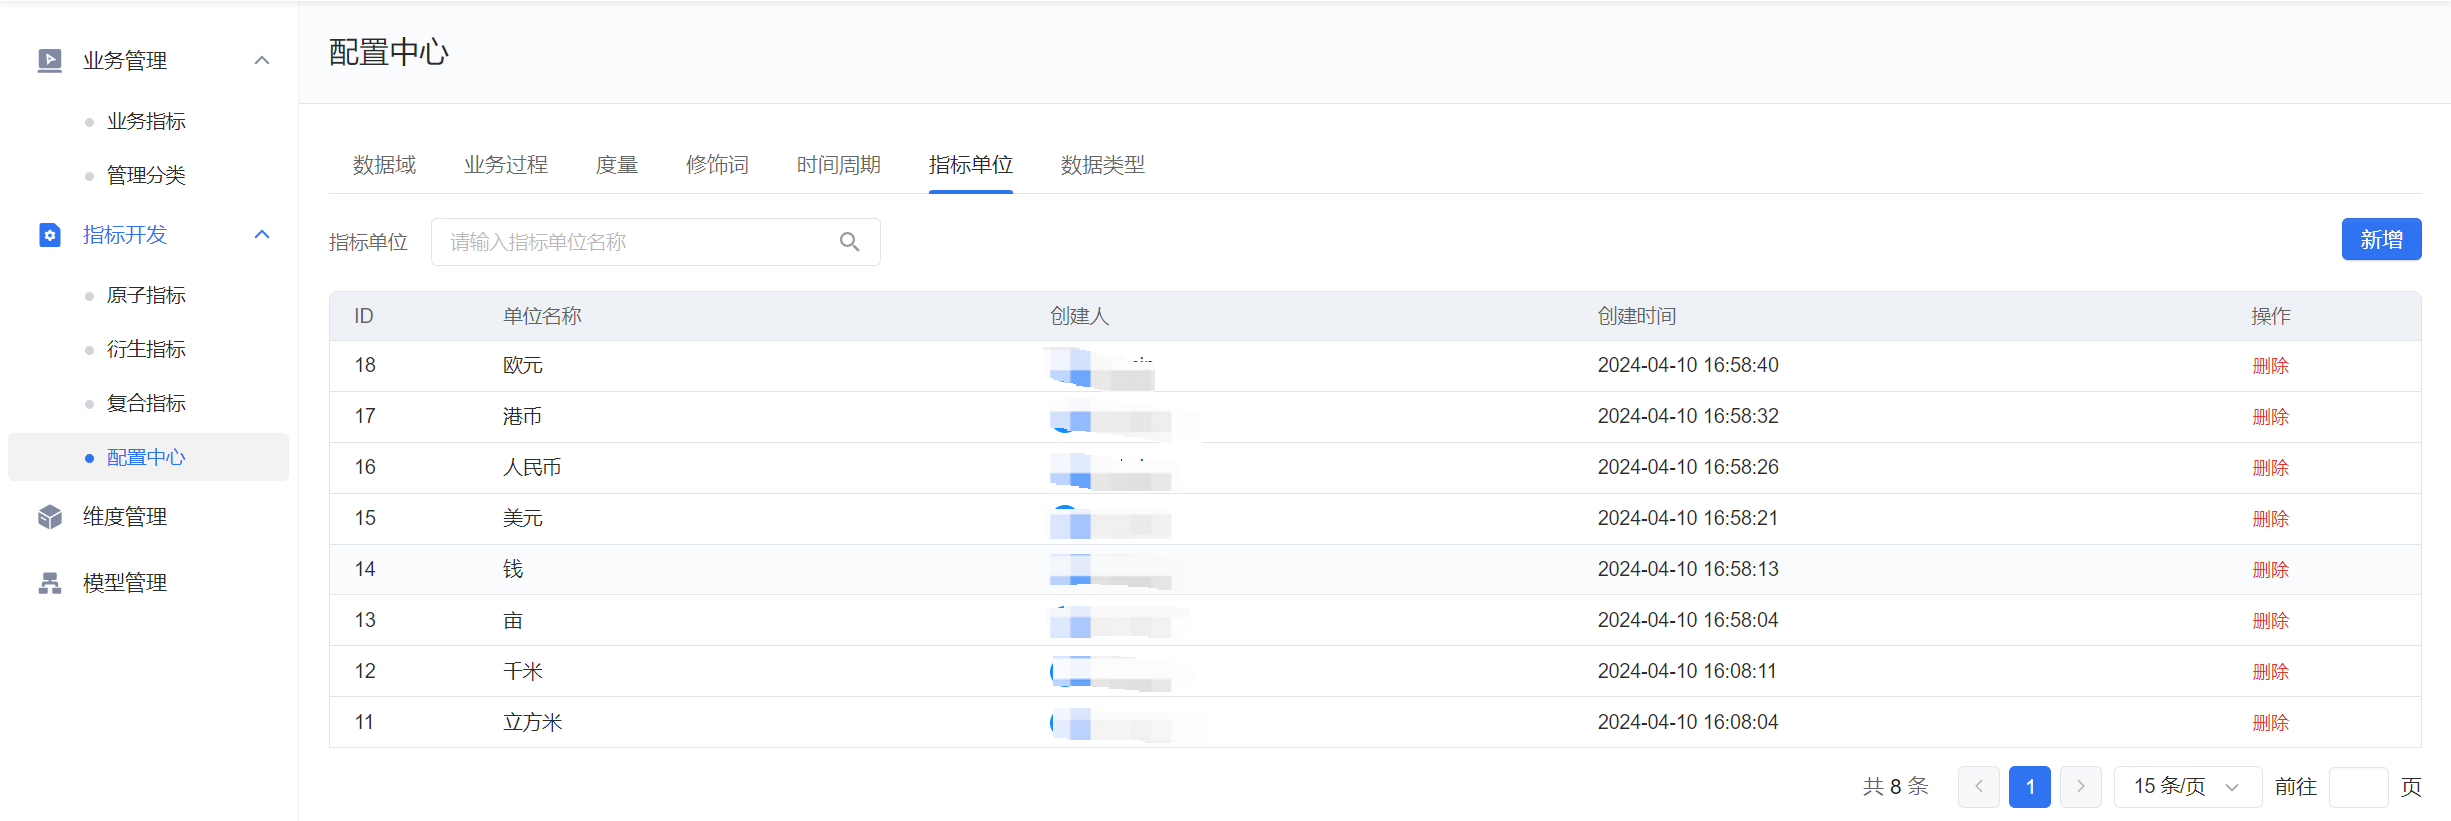 业务管理
业务指标
管理分类
指标开发
原子指标
衍生指标
复合指标
配置中心
维度管理
模型管理
配置中心
数据域 业务过程 度量 修饰词 时间周期 指标单位 数据类型
指标单位 请输入指标单位名称 新增
ID 单位名称 创建人 创建时间 操作
18 欧元 2024-04-10 16:58:40 删除
17 港币 2024-04-10 16:58:32 删除
16 人民币 2024-04-10 16:58:26 删除
15 美元 2024-04-10 16:58:21 删除
14 钱 2024-04-10 16:58:13 删除
13 亩 2024-04-10 16:58:04 删除
12 千米 2024-04-10 16:08:11 删除
11 立方米 2024-04-10 16:08:04 删除
共 8 条 1 15 条/页 前往 页